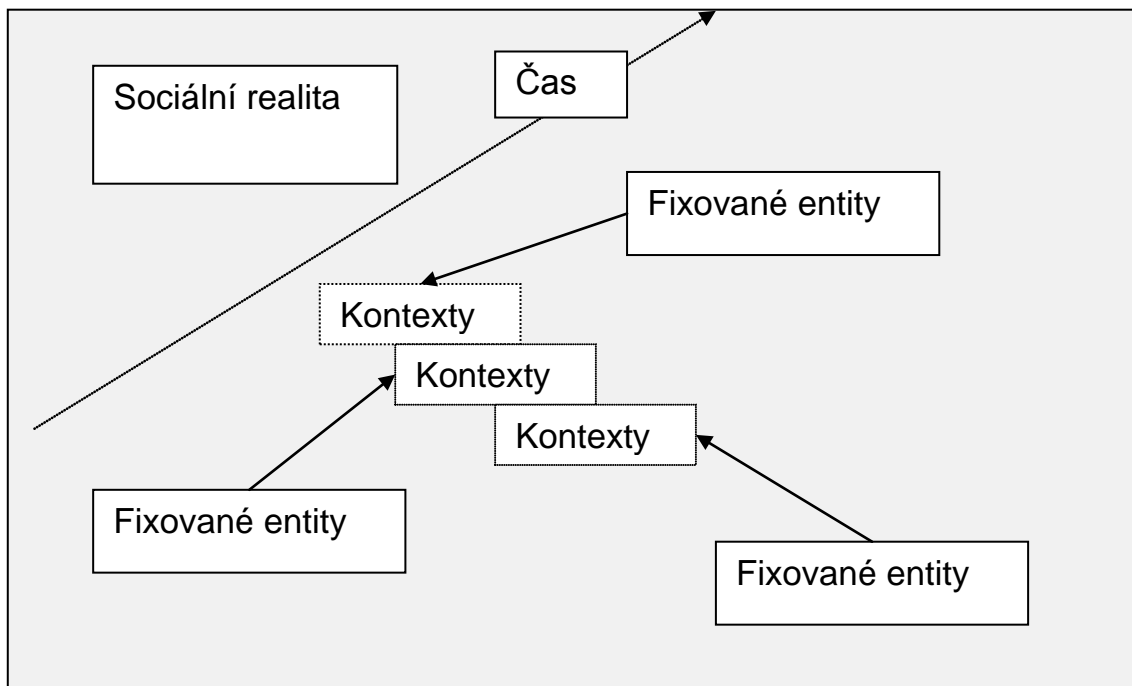 Čas
Sociální realita
Fixované entity
Kontexty
Kontexty
Kontexty
Fixované entity
Fixované entity